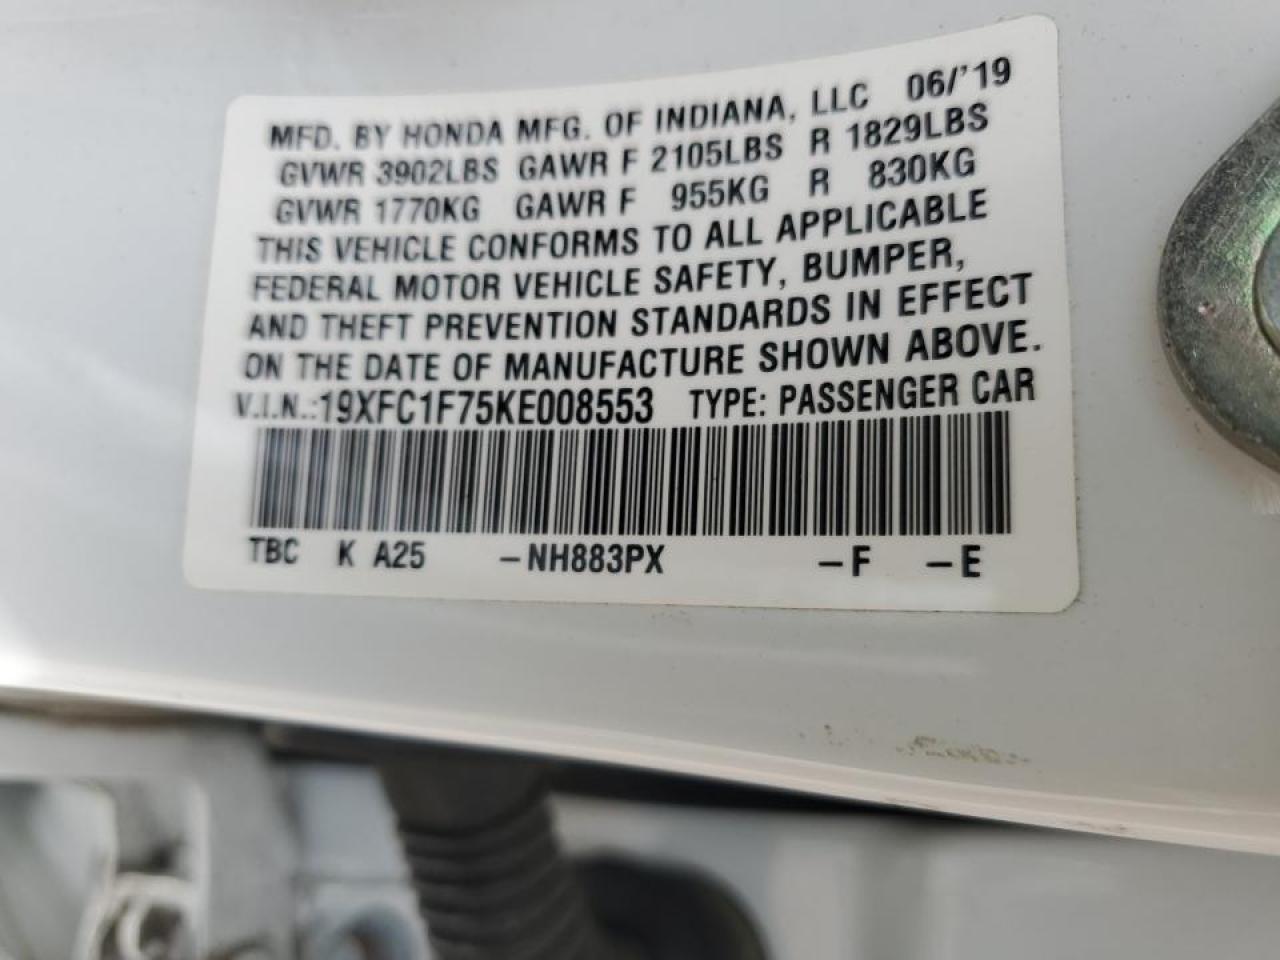 MFD. BY HONDA MFG. OF INDIANA, LLC 06/'19
GVWR 3902LBS GAWR F 2105LBS R 1829LBS
GVWR 1770KG GAWR F 955KG R 830KG
THIS VEHICLE CONFORMS TO ALL APPLICABLE
FEDERAL MOTOR VEHICLE SAFETY, BUMPER,
AND THEFT PREVENTION STANDARDS IN EFFECT
ON THE DATE OF MANUFACTURE SHOWN ABOVE.
V.I.N.:19XFC1F75KE008553 TYPE: PASSENGER CAR
TBC K A25 -NH883PX -F -E